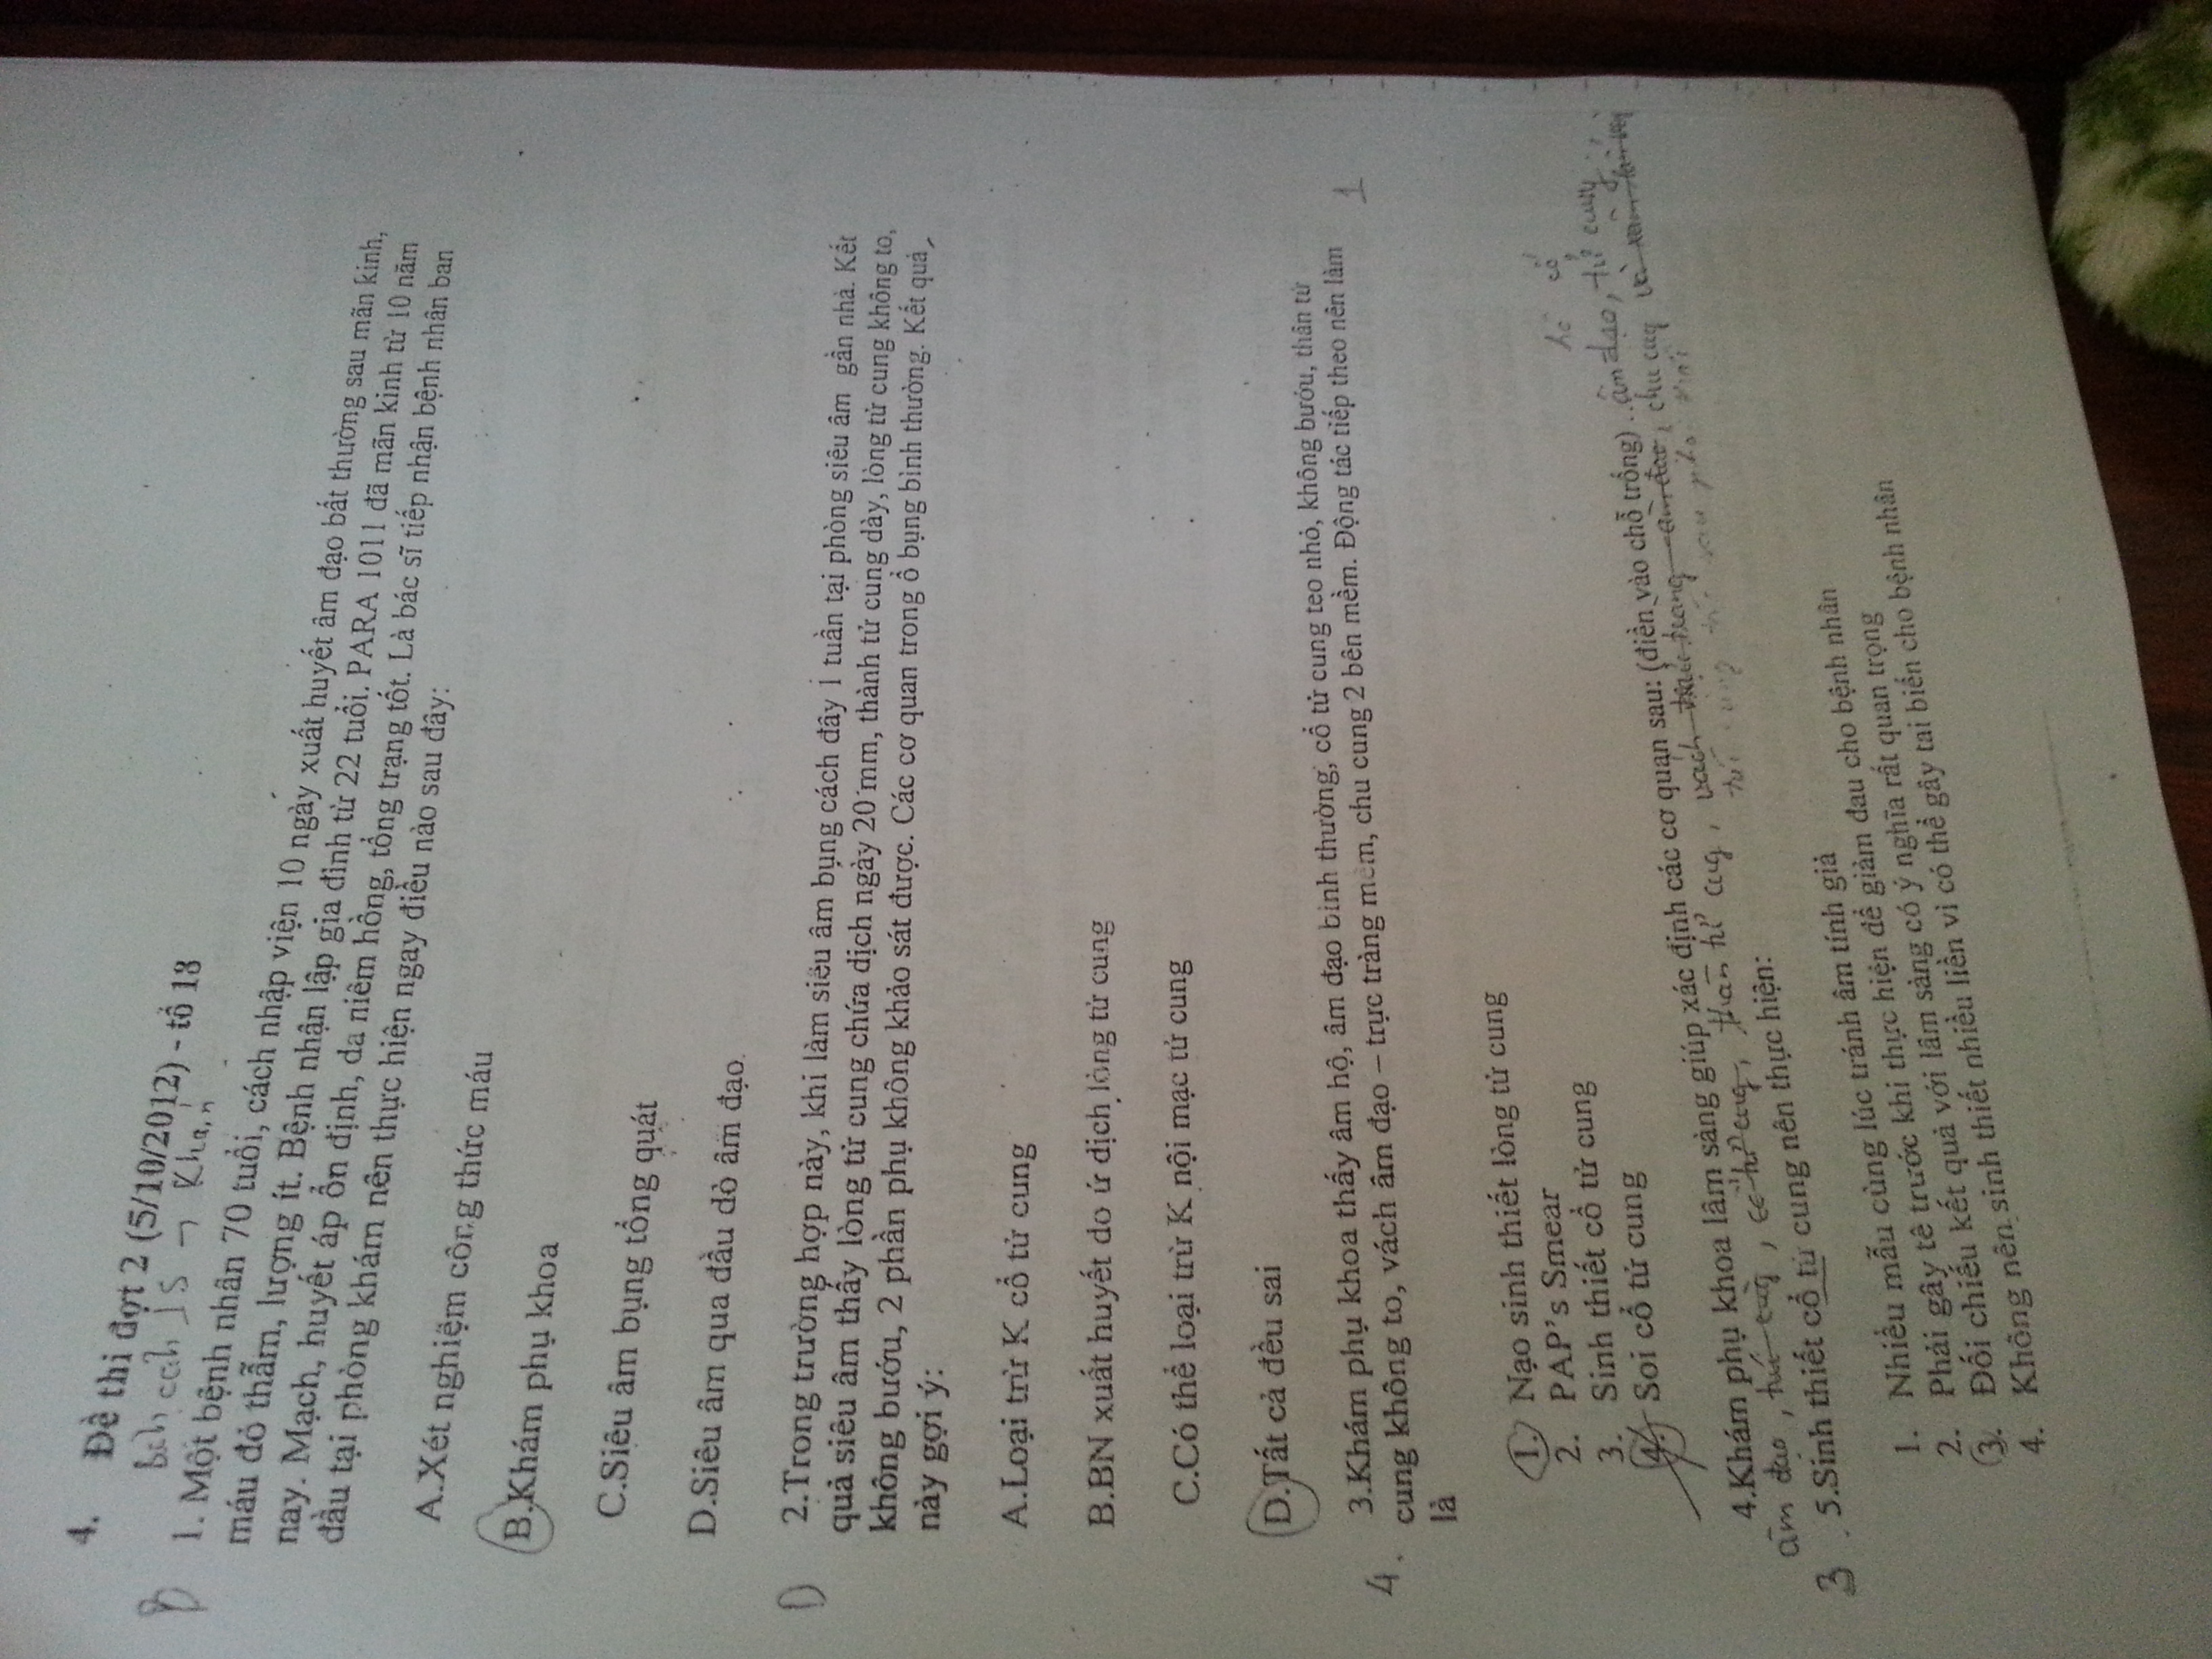 4. Đề thi đợt 2 (5/10/2012) - tổ 18
→ Khám
B
1. Một bệnh nhân 70 tuổi, cách nhập viện 10 ngày xuất huyết âm đạo bất thường sau mãn kinh,
máu đỏ thẫm, lượng ít. Bệnh nhận lập gia đình từ 22 tuổi. PARA 1011 đã mãn kinh từ 10 năm
nay. Mạch, huyết áp ổn định, da niêm hồng, tổng trạng tốt. Là bác sĩ tiếp nhận bệnh nhân ban
đầu tại phòng khám nên thực hiện ngay điều nào sau đây:
A.Xét nghiệm công thức máu
B.Khám phụ khoa
C.Siêu âm bụng tổng quát
D.Siêu âm qua đầu dò âm đạo.
D
2.Trong trường hợp này, khi làm siêu âm bụng cách đây 1 tuần tại phòng siêu âm gần nhà. Kết
quả siêu âm thấy lòng tử cung chứa dịch ngày 20 mm, thành tử cung dày, lòng tử cung không to,
không bướu, 2 phần phụ không khảo sát được. Các cơ quan trong ổ bụng bình thường. Kết quả
này gợi ý:
A.Loại trừ K cổ tử cung
B.BN xuất huyết do ứ dịch lòng tử cung
C.Có thể loại trừ K nội mạc tử cung
D.Tất cả đều sai
3.Khám phụ khoa thấy âm hộ, âm đạo bình thường, cổ tử cung teo nhỏ, không bướu, thân tử
4. cung không to, vách âm đạo – trực tràng mềm, chu cung 2 bên mềm. Động tác tiếp theo nên làm 1
là
1. Nạo sinh thiết lòng tử cung
2. PAP's Smear
3. Sinh thiết cổ tử cung
4. Soi cổ tử cung
hộ cổ
4.Khám phụ khoa lâm sàng giúp xác định các cơ quan sau: (điền vào chỗ trống) ..âm đạo, tử cung,
âm đạo, thân tử cung, vách chu cung
3 5.Sinh thiết cổ tử cung nên thực hiện:
1. Nhiều mẫu cùng lúc tránh âm tính giả
2. Phải gây tê trước khi thực hiện để giảm đau cho bệnh nhân
3. Đối chiếu kết quả với lâm sàng có ý nghĩa rất quan trọng
4. Không nên sinh thiết nhiều liền vì có thể gây tai biến cho bệnh nhân